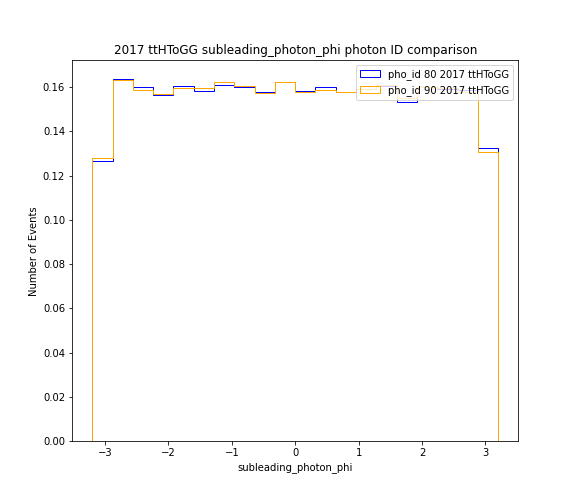 2017 ttHToGG subleading_photon_phi photon ID comparison
pho_id 80 2017 ttHToGG
pho_id 90 2017 ttHToGG
0.16
0.14
0.12
0.10
0.08
0.06
0.04
0.02
0.00
Number of Events
−3 −2 −1 0 1 2 3
subleading_photon_phi